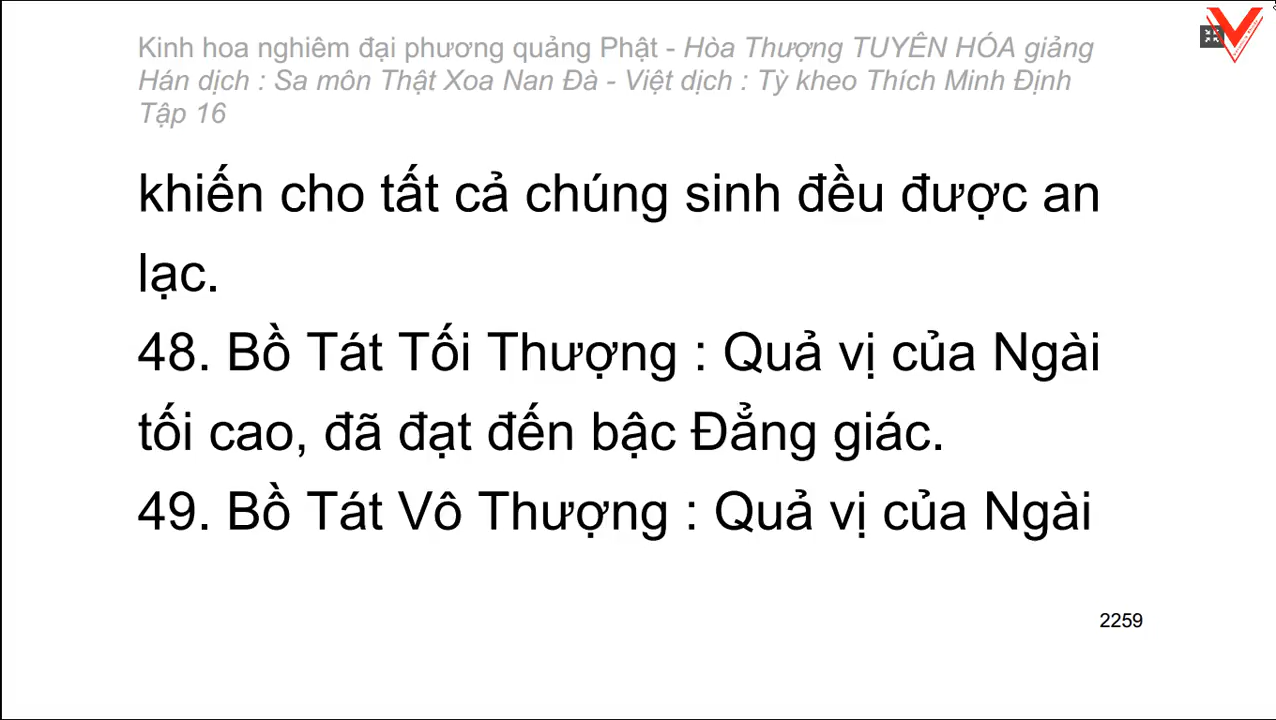 Kinh hoa nghiêm đại phương quảng Phật - Hòa Thượng TUYÊN HÓA giảng
Hán dịch : Sa môn Thật Xoa Nan Đà - Việt dịch : Tỳ kheo Thích Minh Định
Tập 16
khiến cho tất cả chúng sinh đều được an
lạc.
48. Bồ Tát Tối Thượng : Quả vị của Ngài
tối cao, đã đạt đến bậc Đẳng giác.
49. Bồ Tát Vô Thượng : Quả vị của Ngài
2259